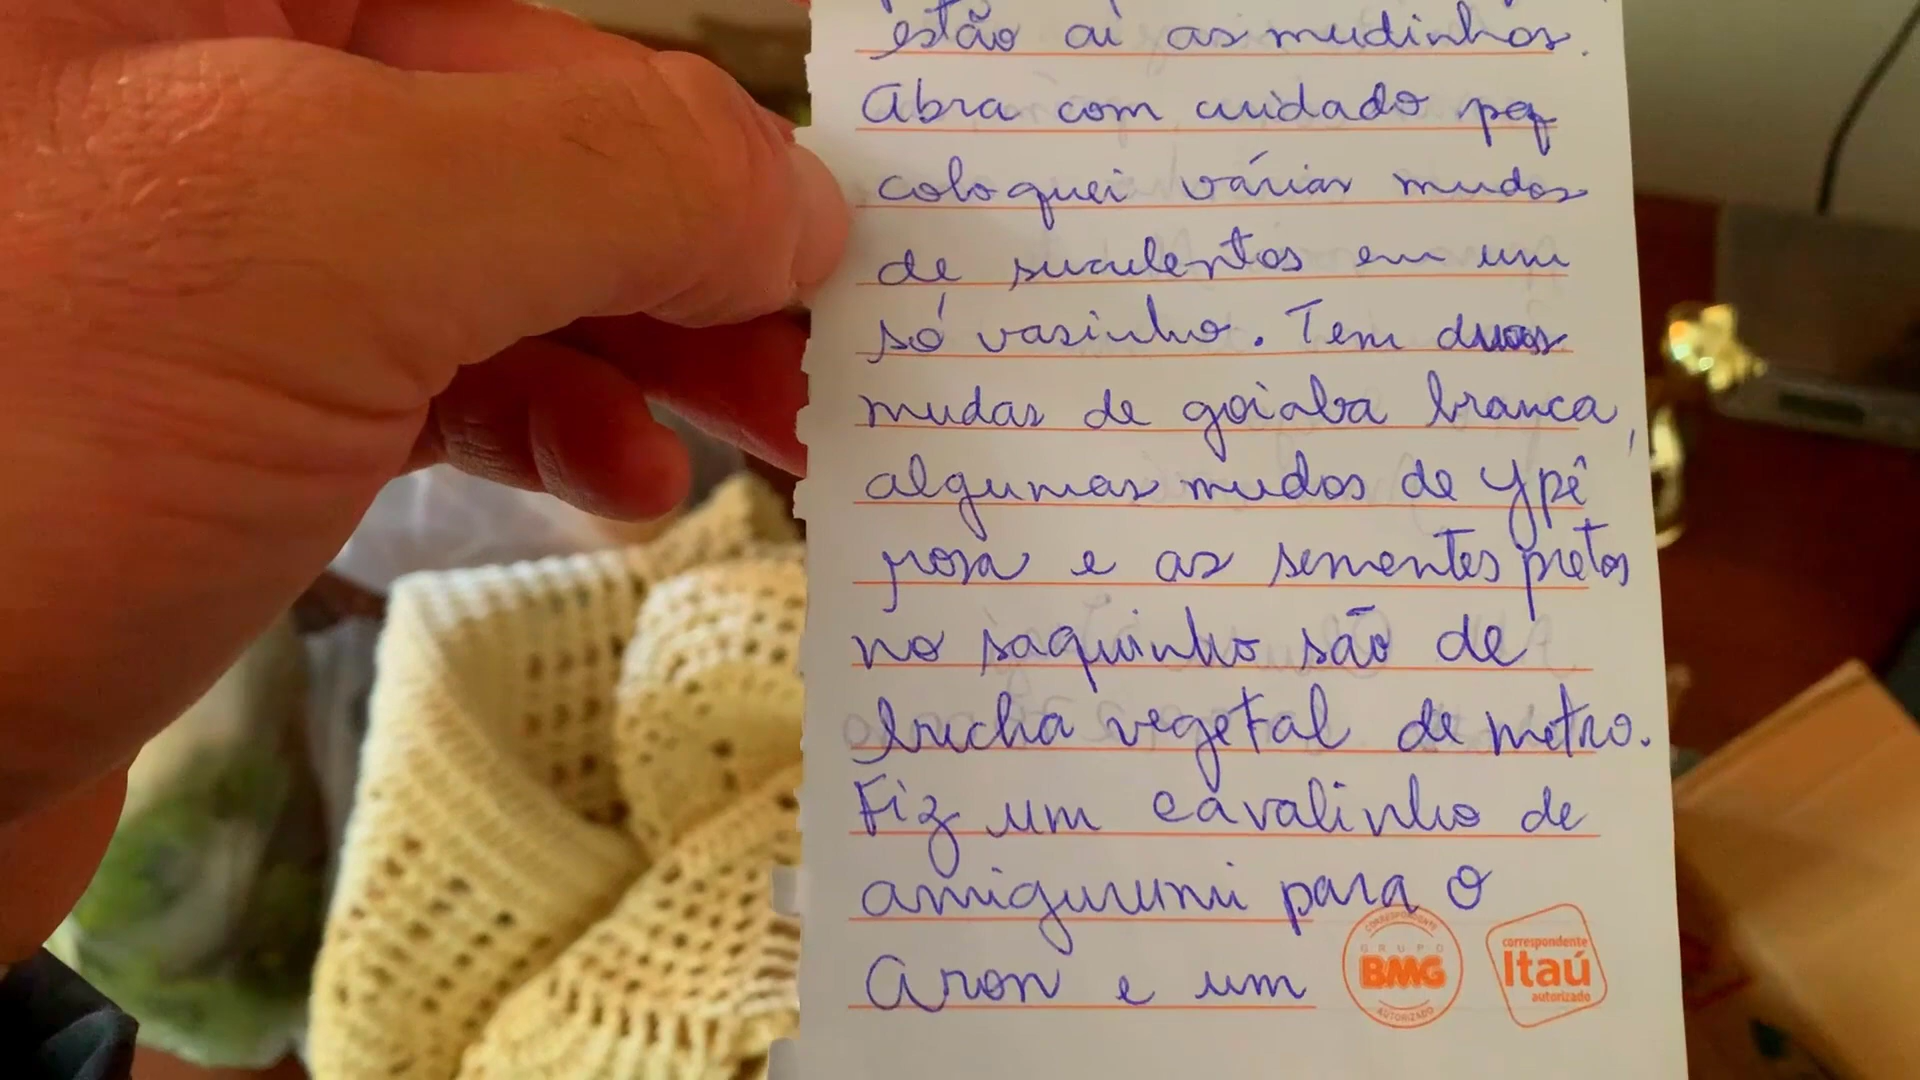 estão aí as mudinhas.
Abra com cuidado pq
coloquei várias mudas
de suculentas em um
só vasinho. Tem duas
mudas de goiaba branca,
algumas mudas de ypê
rosa e as sementes pretas
no saquinho são de
bucha vegetal de metro.
Fiz um cavalinho de
amigurumi para o
Aron e um
CORRESPONDENTE
GRUPO
BMG
AUTORIZADO
correspondente
Itaú
autorizado